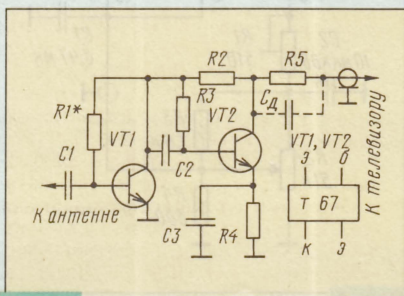 R2
R5
R1*
R3
Cд
VT1
VT2
C1
C2
VT1, VT2
э
б
т 67
к
э
К антенне
C3
R4
К телевизору